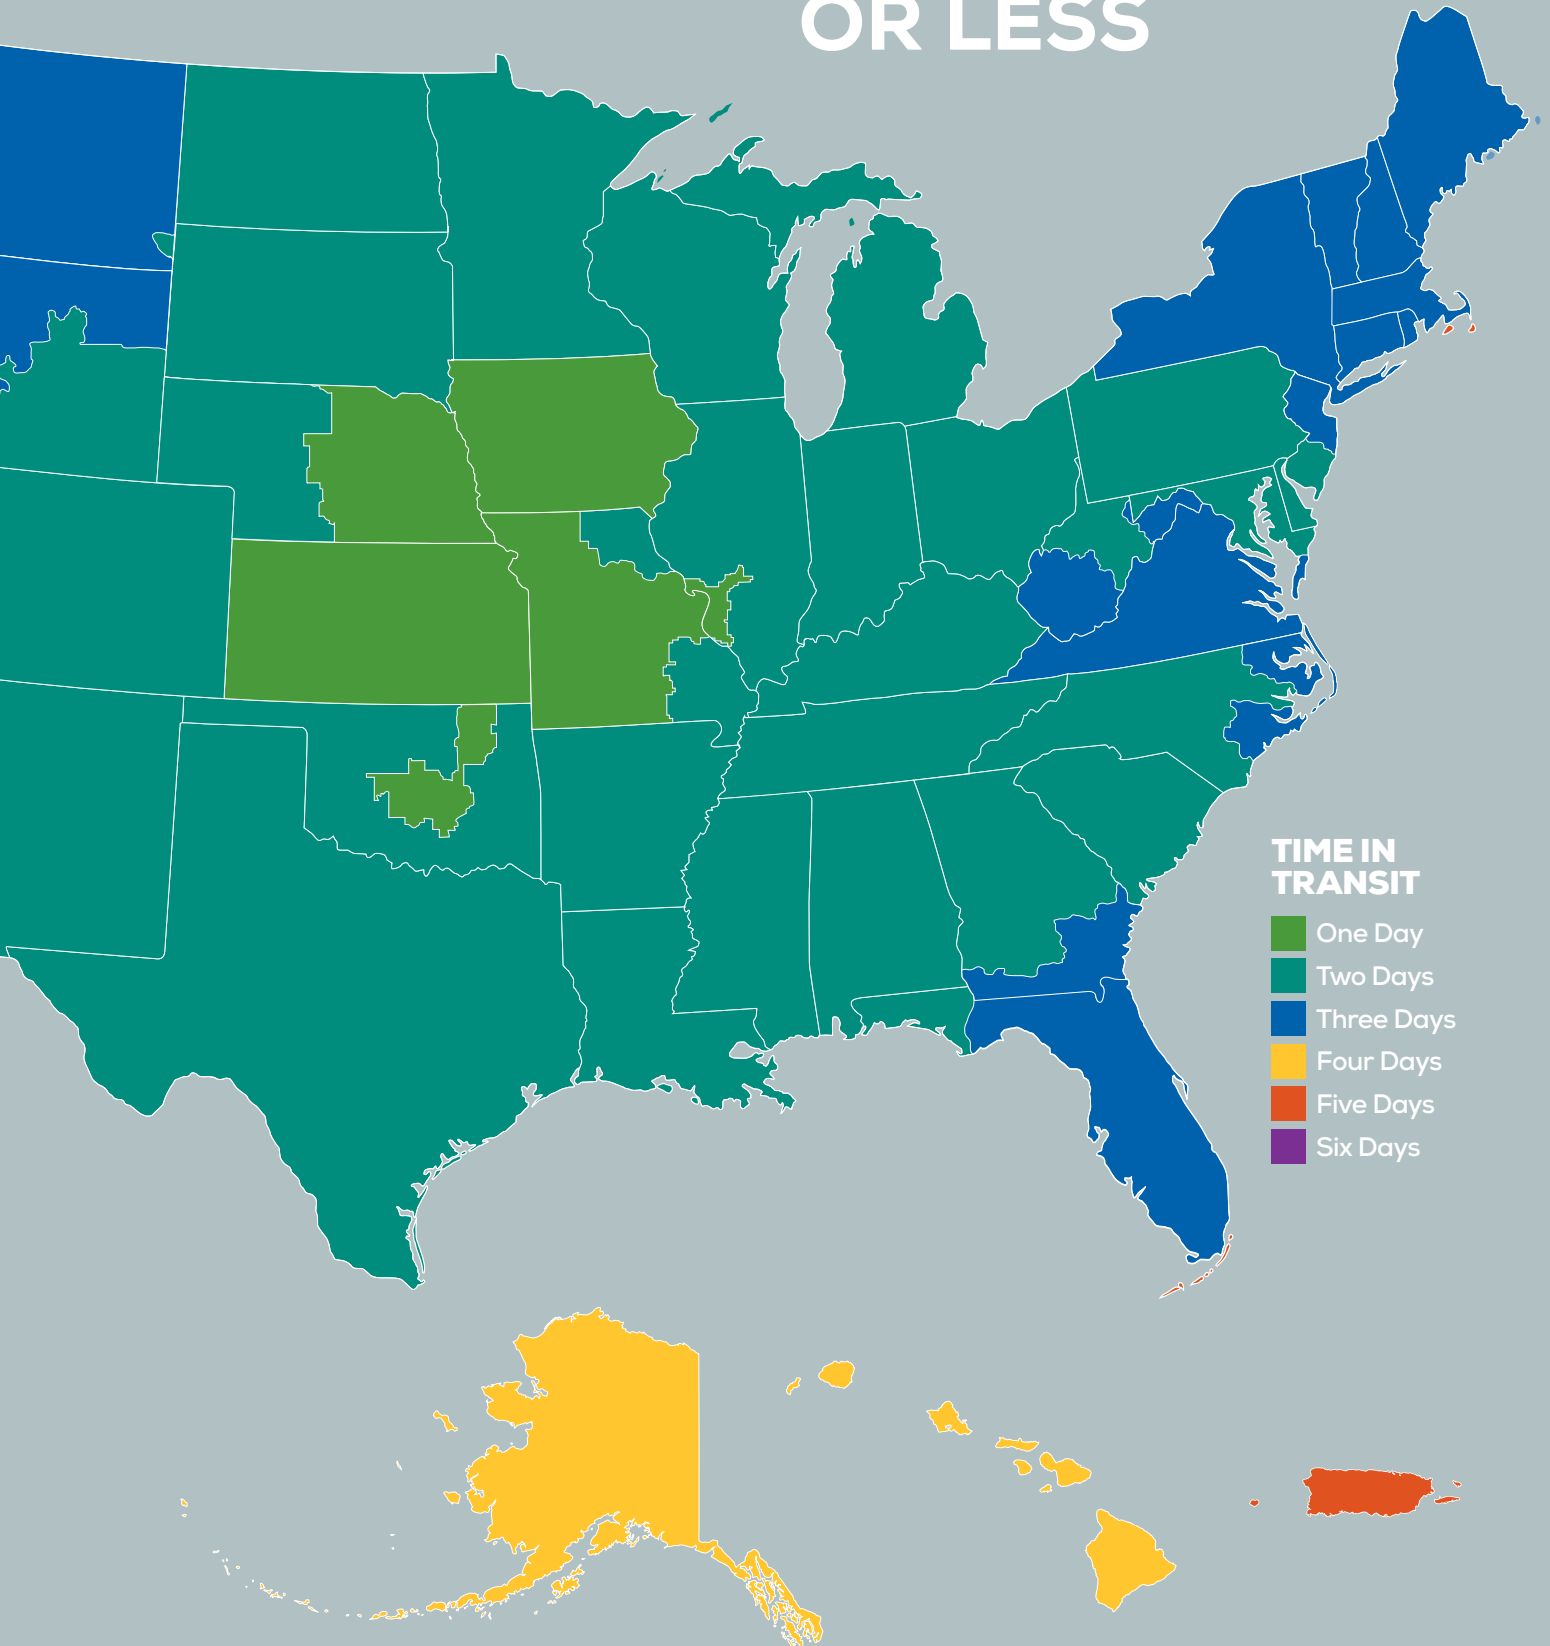 OR LESS
TIME IN
TRANSIT
One Day
Two Days
Three Days
Four Days
Five Days
Six Days